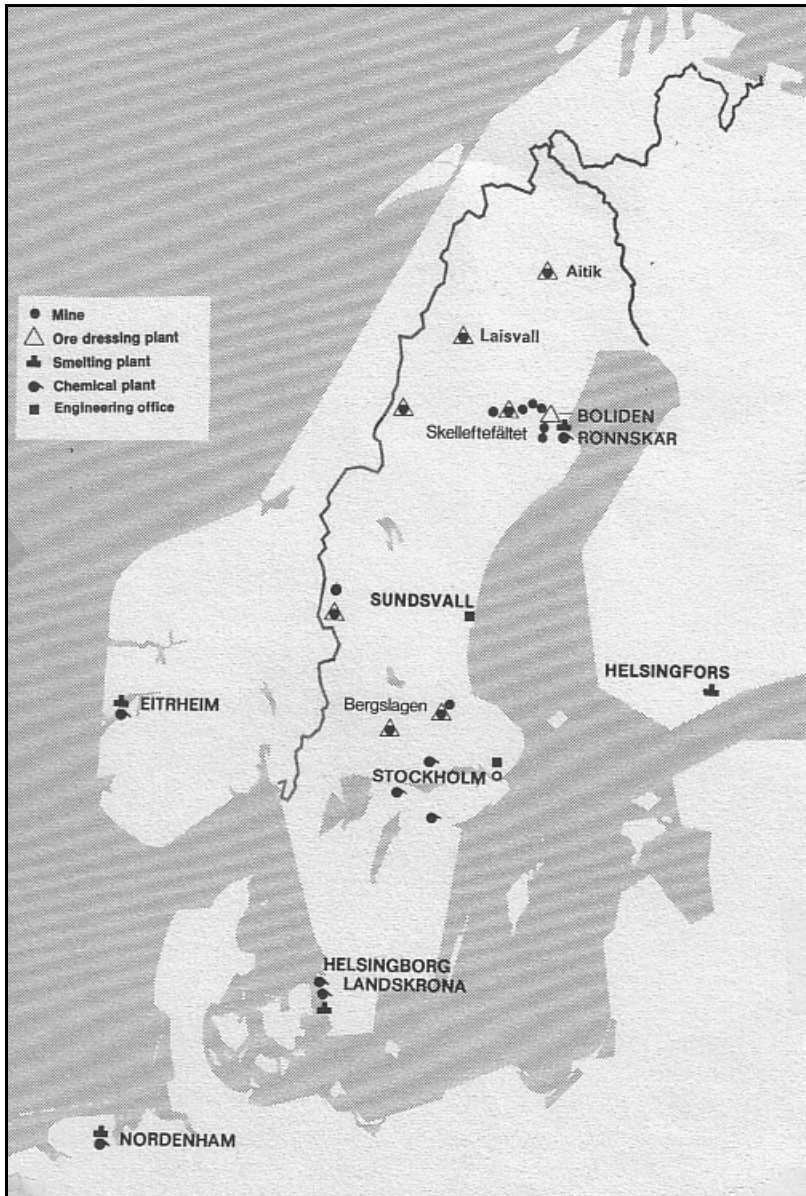 Aitik
Mine
Ore dressing plant
Smelting plant
Chemical plant
Engineering office
Laisvall
BOLIDEN
Skelleftefältet
RÖNNSKÄR
SUNDSVALL
HELSINGFORS
EITRHEIM
Bergslagen
STOCKHOLM
HELSINGBORG
LANDSKRONA
NORDENHAM